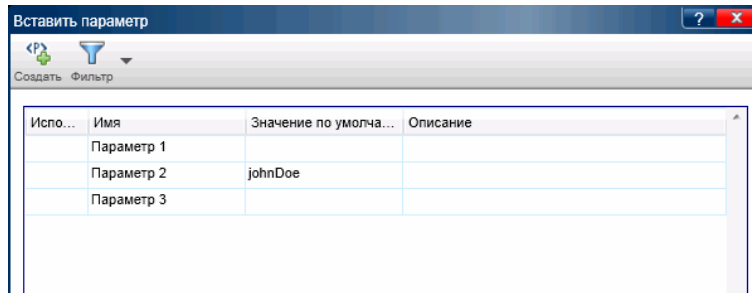 Вставить параметр
?
X
<P>
Создать Фильтр
Испо... Имя Значение по умолча... Описание
Параметр 1
Параметр 2 johnDoe
Параметр 3